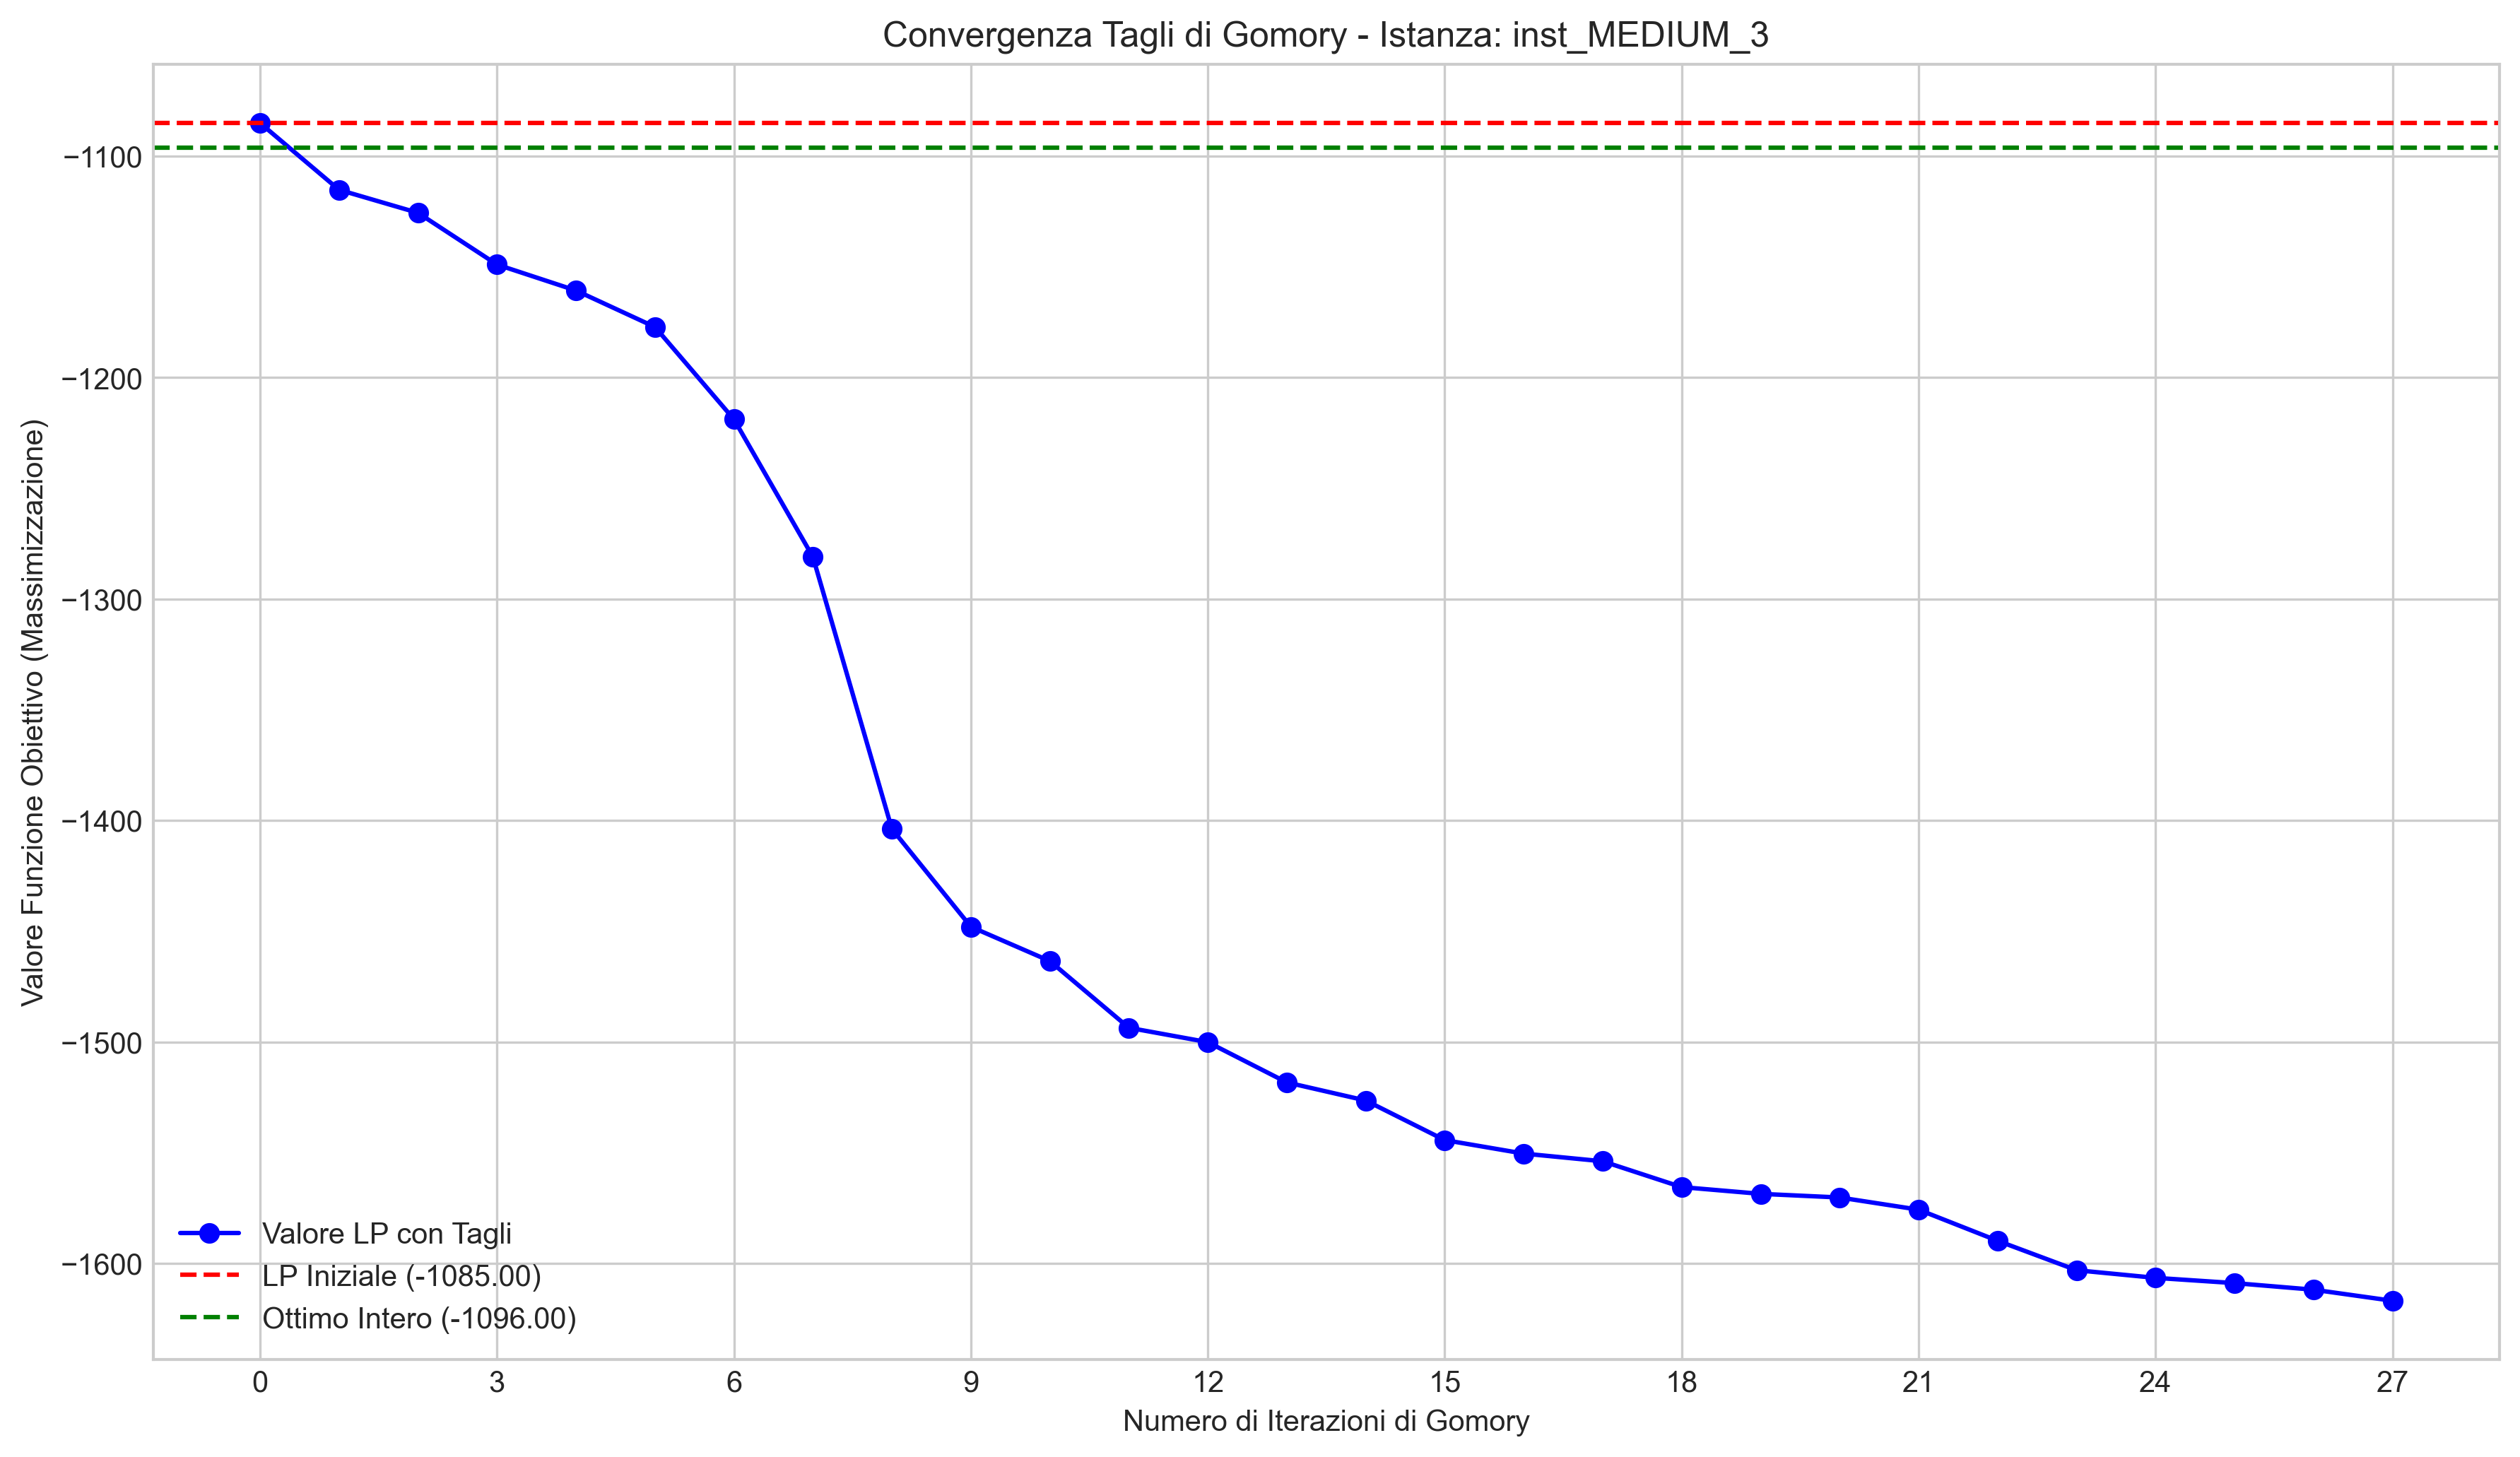 Convergenza Tagli di Gomory - Istanza: inst_MEDIUM_3
Valore Funzione Obiettivo (Massimizzazione)
−1100
−1200
−1300
−1400
−1500
−1600
Valore LP con Tagli
LP Iniziale (-1085.00)
Ottimo Intero (-1096.00)
0 3 6 9 12 15 18 21 24 27
Numero di Iterazioni di Gomory